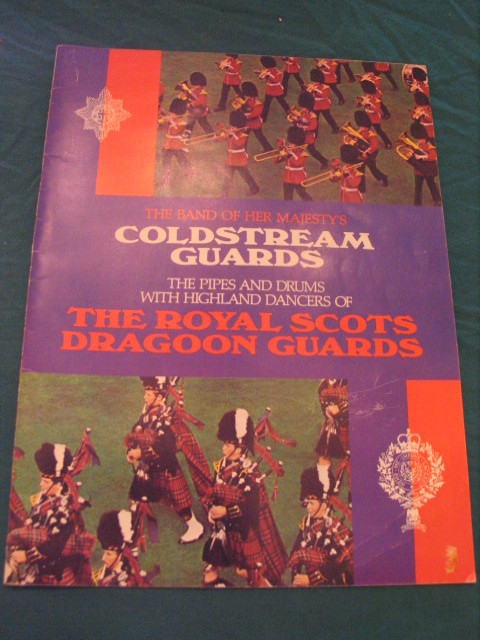 THE BAND OF HER MAJESTY'S
COLDSTREAM
GUARDS
THE PIPES AND DRUMS
WITH HIGHLAND DANCERS OF
THE ROYAL SCOTS
DRAGOON GUARDS